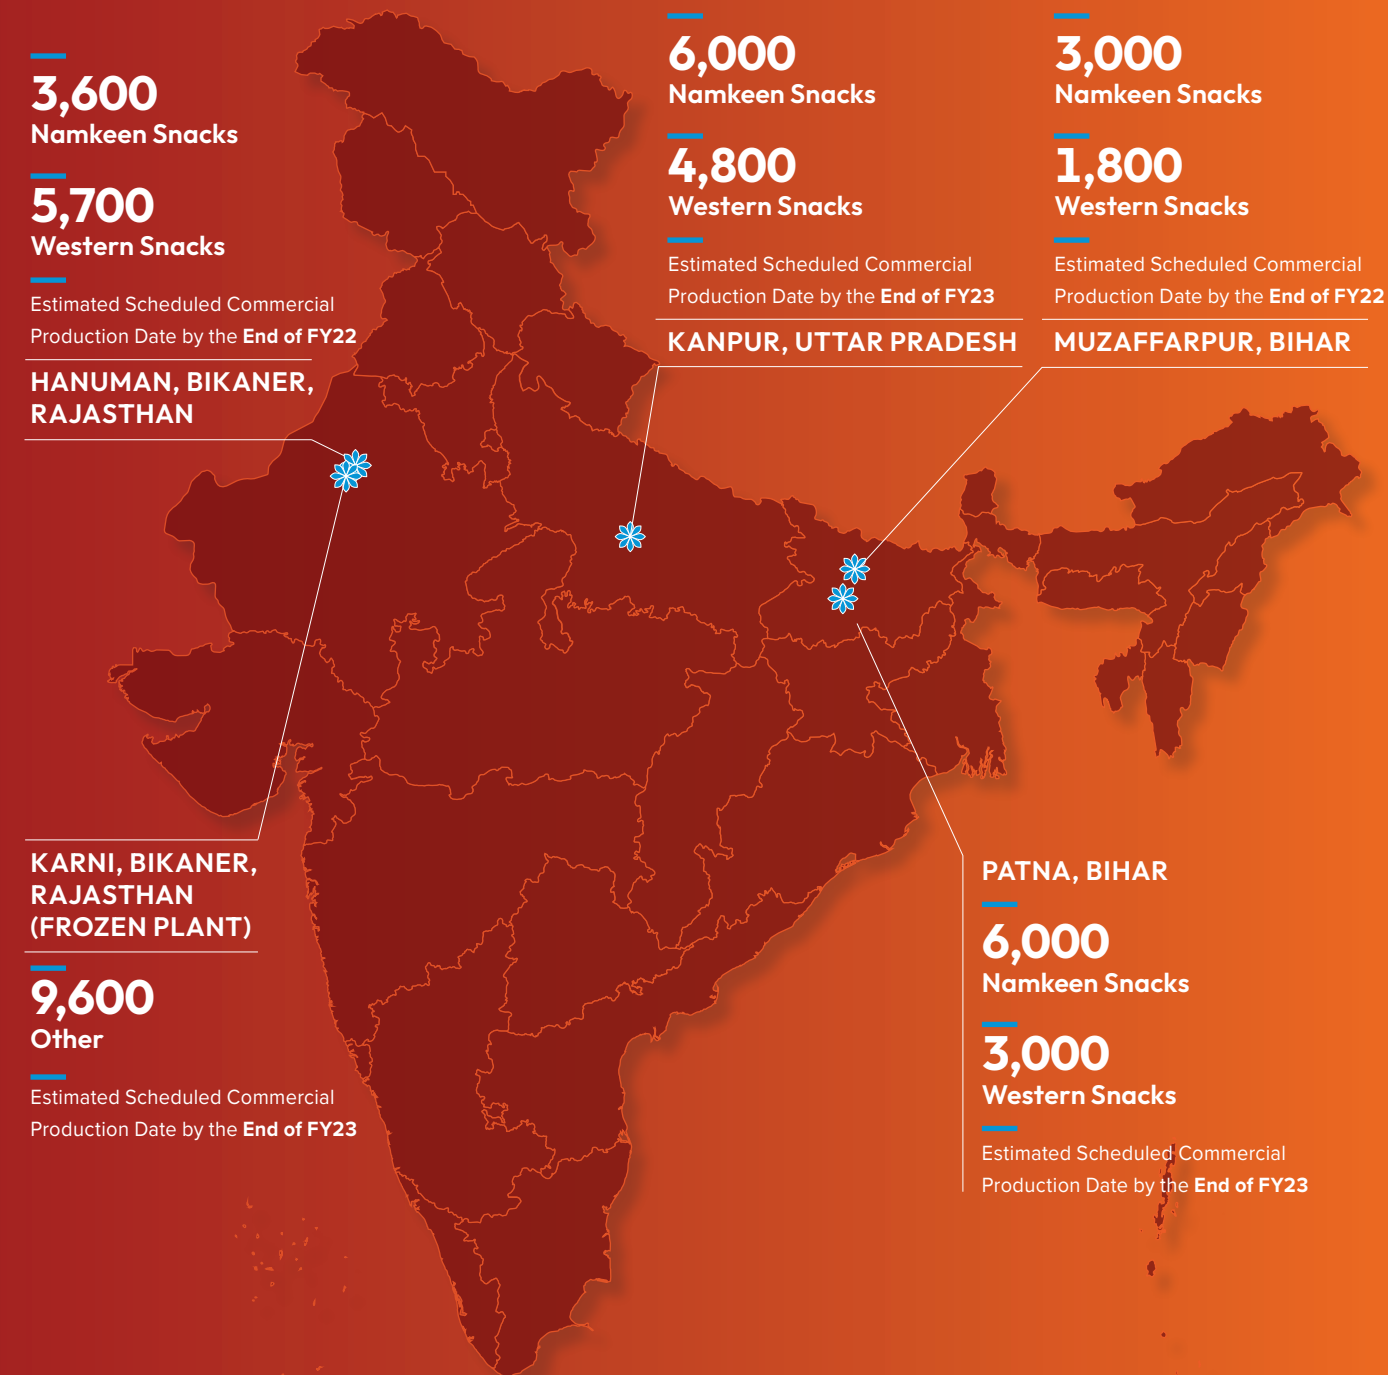 3,600
Namkeen Snacks
5,700
Western Snacks
Estimated Scheduled Commercial
Production Date by the End of FY22
HANUMAN, BIKANER,
RAJASTHAN
6,000
Namkeen Snacks
4,800
Western Snacks
Estimated Scheduled Commercial
Production Date by the End of FY23
KANPUR, UTTAR PRADESH
3,000
Namkeen Snacks
1,800
Western Snacks
Estimated Scheduled Commercial
Production Date by the End of FY22
MUZAFFARPUR, BIHAR
KARNI, BIKANER,
RAJASTHAN
(FROZEN PLANT)
9,600
Other
Estimated Scheduled Commercial
Production Date by the End of FY23
PATNA, BIHAR
6,000
Namkeen Snacks
3,000
Western Snacks
Estimated Scheduled Commercial
Production Date by the End of FY23